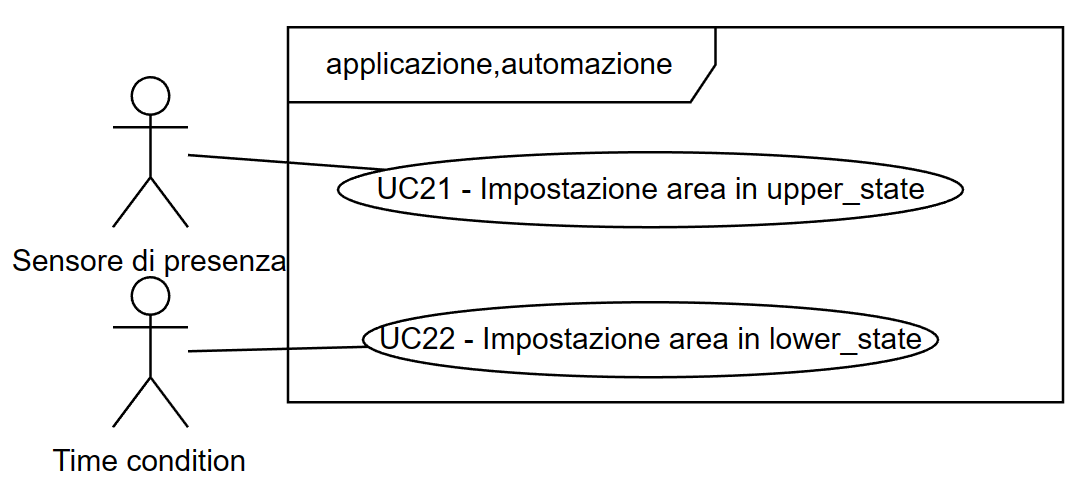 applicazione,automazione
UC21 - Impostazione area in upper_state
Sensore di presenza
UC22 - Impostazione area in lower_state
Time condition